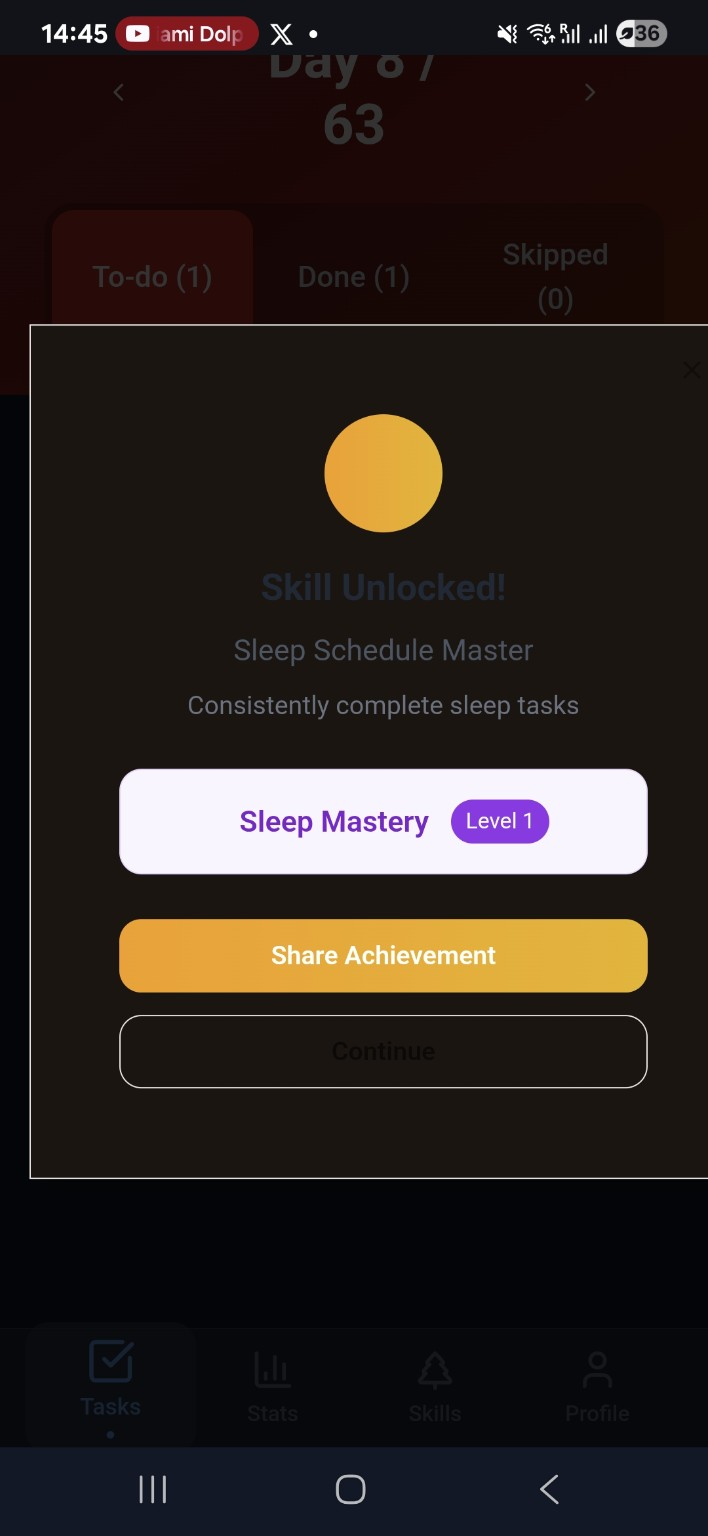 14:45 ami Dolp 36
Day 8 /
63
To-do (1)
Done (1)
Skipped
(0)
Skill Unlocked!
Sleep Schedule Master
Consistently complete sleep tasks
Sleep Mastery Level 1
Share Achievement
Continue
Tasks Stats Skills Profile